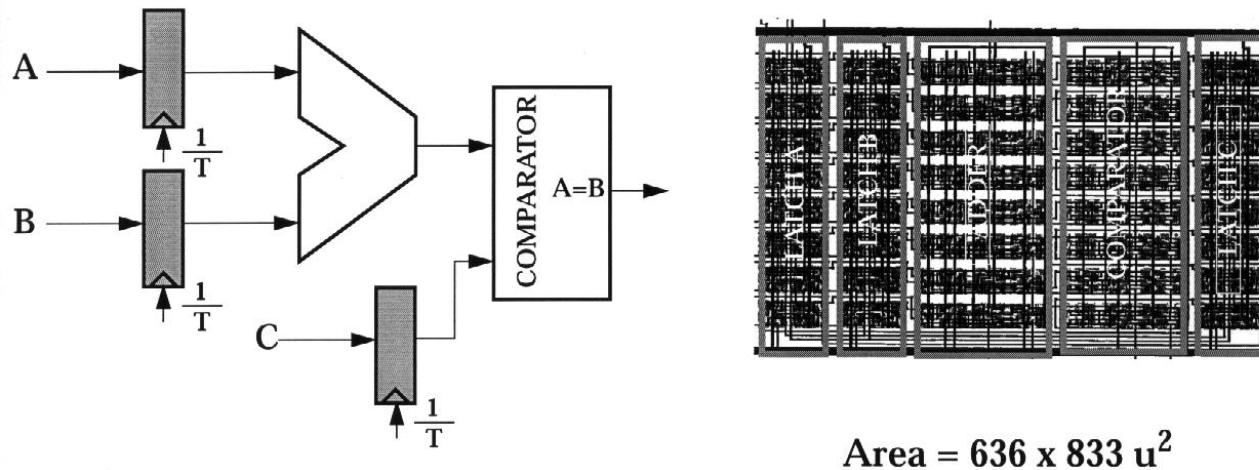 A
1
T
B
1
T
C
1
T
COMPARATOR
A=B
LATCH A
LATCH B
ADDER
COMPARATOR
LATCH C
Area = 636 x 833 u²